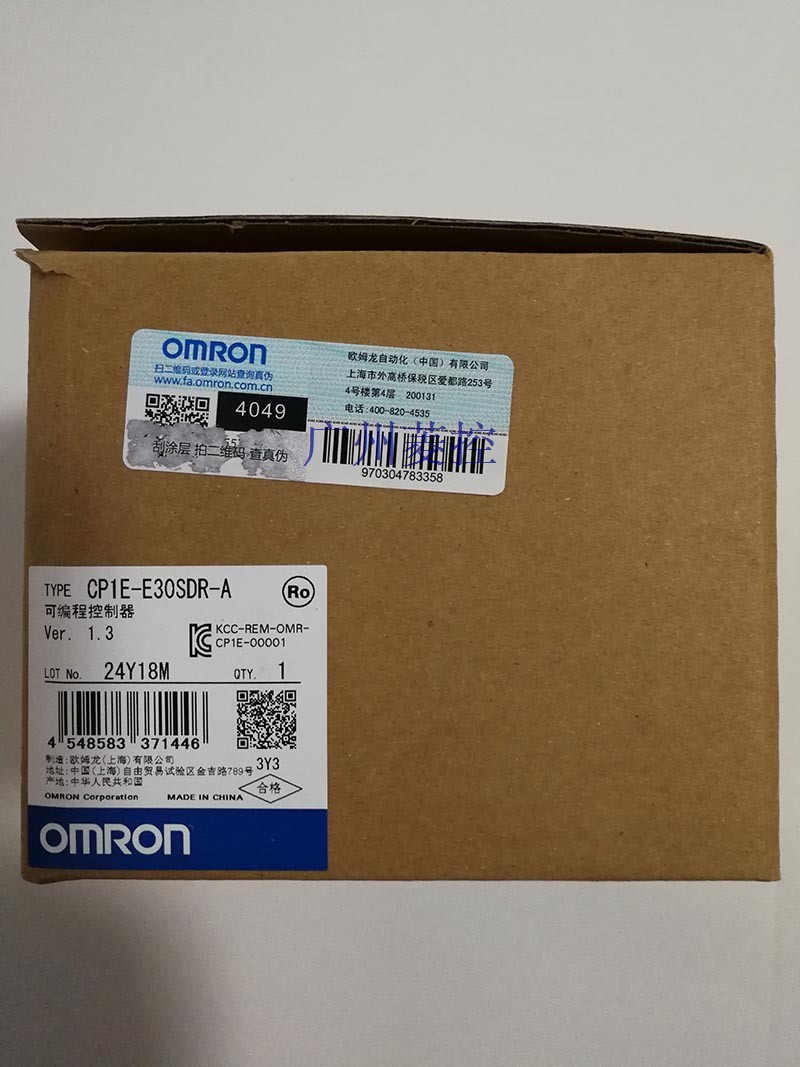 OMRON
扫二维码或登录网站查询真伪
www.fa.omron.com.cn
4049
刮涂层 拍二维码 查真伪
欧姆龙自动化（中国）有限公司
上海市外高桥保税区爱都路253号
4号楼第4层 200131
电话:400-820-4535
广州菱控
970304783358
TYPE CP1E-E30SDR-A
Ro
可编程控制器
Ver. 1.3
KCC-REM-OMR-
CP1E-00001
LOT No. 24Y18M QTY. 1
4 548583 371446
制造:欧姆龙(上海)有限公司
3Y3
地址:中国(上海)自由贸易试验区金吉路789号
产地:中华人民共和国
合格
OMRON Corporation MADE IN CHINA
OMRON